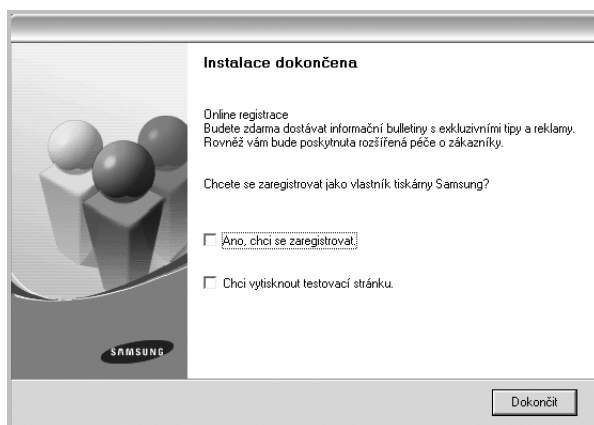 Instalace dokončena
Online registrace
Budete zdarma dostávat informační bulletiny s exkluzivními tipy a reklamy.
Rovněž vám bude poskytnuta rozšířená péče o zákazníky.
Chcete se zaregistrovat jako vlastník tiskárny Samsung?
Ano, chci se zaregistrovat.
Chci vytisknout testovací stránku.
SAMSUNG
Dokončit